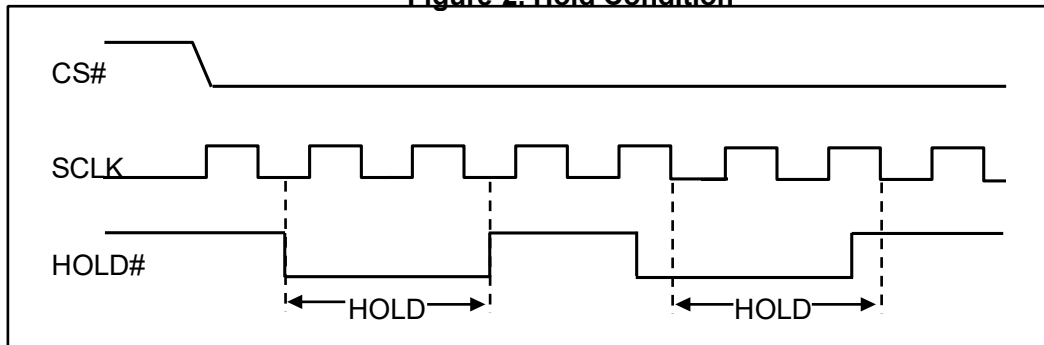 Figure 2. Hold Condition
CS#
SCLK
HOLD#
HOLD
HOLD